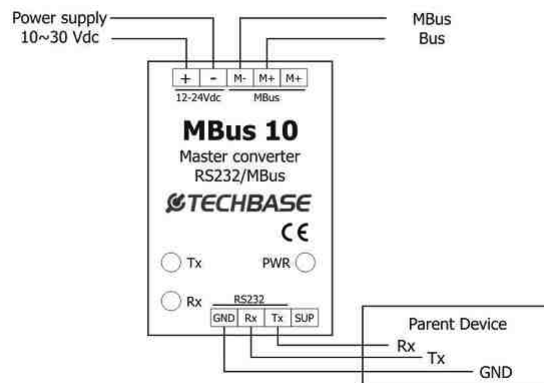 Power supply
10~30 Vdc
MBus
Bus
+ - M- M+ M+
12-24Vdc MBus
MBus 10
Master converter
RS232/MBus
TECHBASE
CE
Tx PWR
Rx
RS232
GND Rx Tx SUP
Parent Device
Rx
Tx
GND